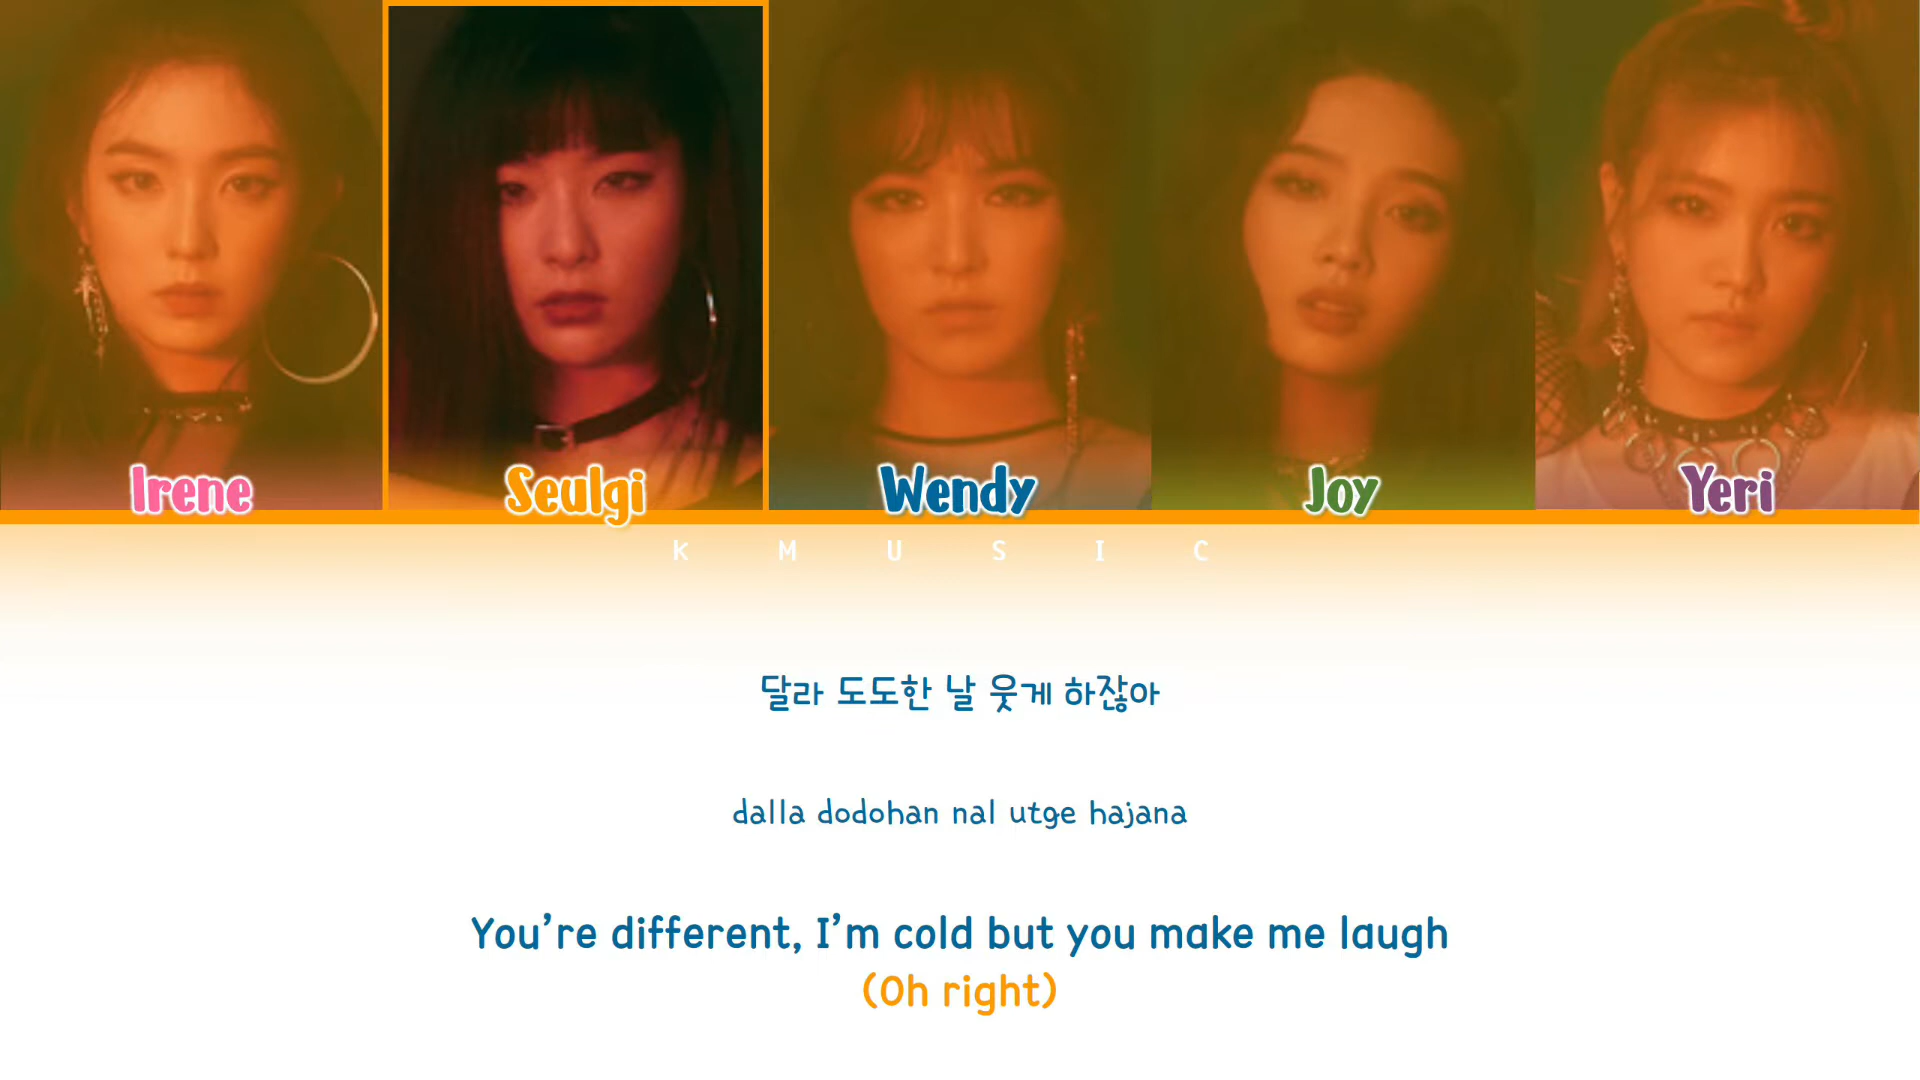 Irene
Seulgi
Wendy
Joy
Yeri
K M U S I C
달라 도도한 날 웃게 하잖아
dalla dodohan nal utge hajana
You’re different, I’m cold but you make me laugh
(Oh right)